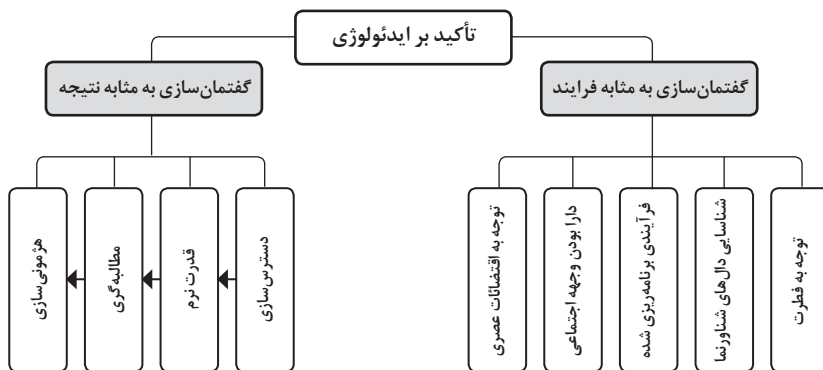 تأکید بر ایدئولوژی
گفتمان‌سازی به مثابه فرایند
گفتمان‌سازی به مثابه نتیجه
توجه به فطرت
شناسایی دال‌های شناورنما
فرآیندی برنامه‌ریزی شده
دارا بودن وجهه اجتماعی
توجه به اقتضائات عصری
دسترس‌سازی
قدرت نرم
مطالبه‌گری
هژمونی‌سازی